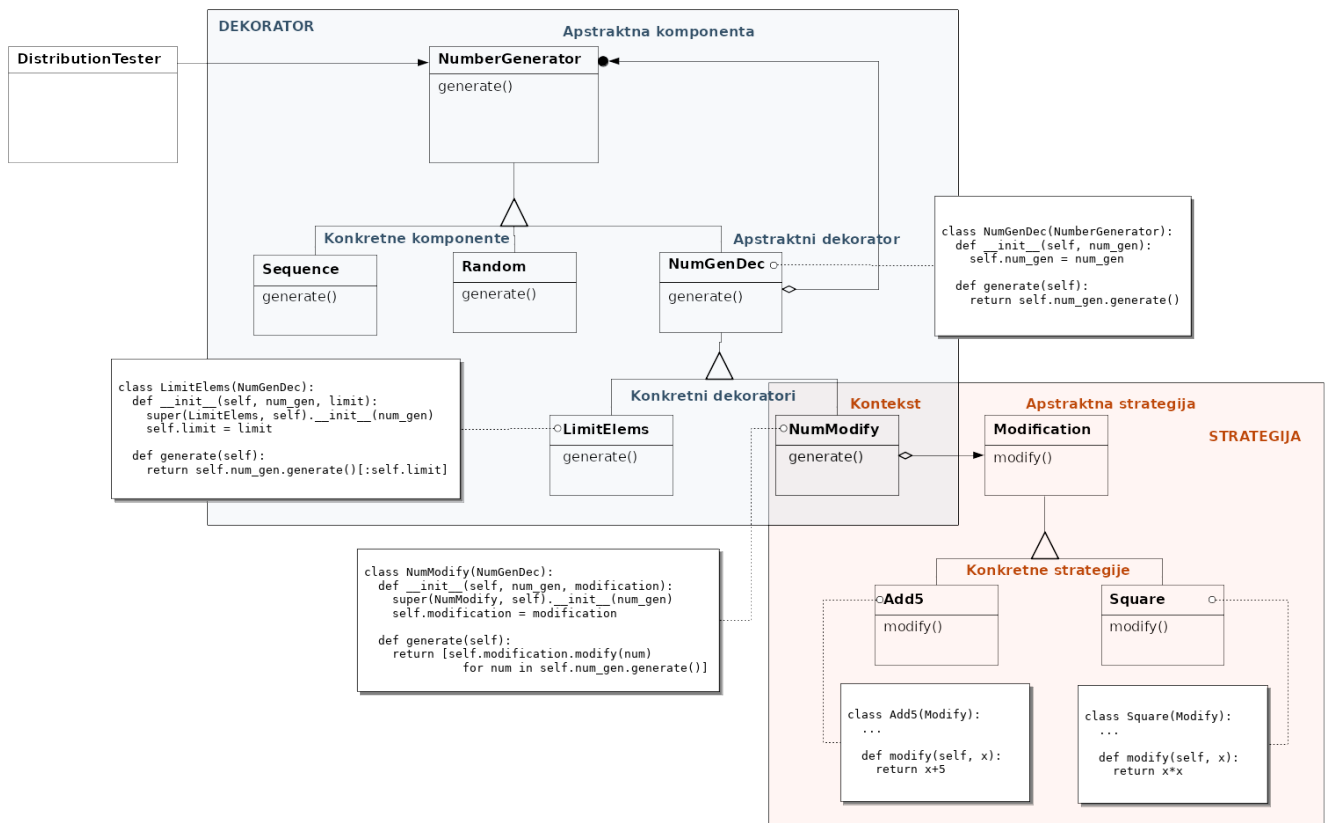 DEKORATOR
Apstraktna komponenta
DistributionTester
NumberGenerator
generate()
Konkretne komponente
Apstraktni dekorator
Sequence
generate()
Random
generate()
NumGenDec
generate()
class NumGenDec(NumberGenerator):
  def __init__(self, num_gen):
    self.num_gen = num_gen
  def generate(self):
    return self.num_gen.generate()
class LimitElems(NumGenDec):
  def __init__(self, num_gen, limit):
    super(LimitElems, self).__init__(num_gen)
    self.limit = limit
  def generate(self):
    return self.num_gen.generate()[:self.limit]
Konkretni dekoratori
LimitElems
generate()
Kontekst
NumModify
generate()
Apstraktna strategija
STRATEGIJA
Modification
modify()
class NumModify(NumGenDec):
  def __init__(self, num_gen, modification):
    super(NumModify, self).__init__(num_gen)
    self.modification = modification
  def generate(self):
    return [self.modification.modify(num)
              for num in self.num_gen.generate()]
Konkretne strategije
Add5
modify()
Square
modify()
class Add5(Modify):
  ...
  def modify(self, x):
    return x+5
class Square(Modify):
  ...
  def modify(self, x):
    return x*x